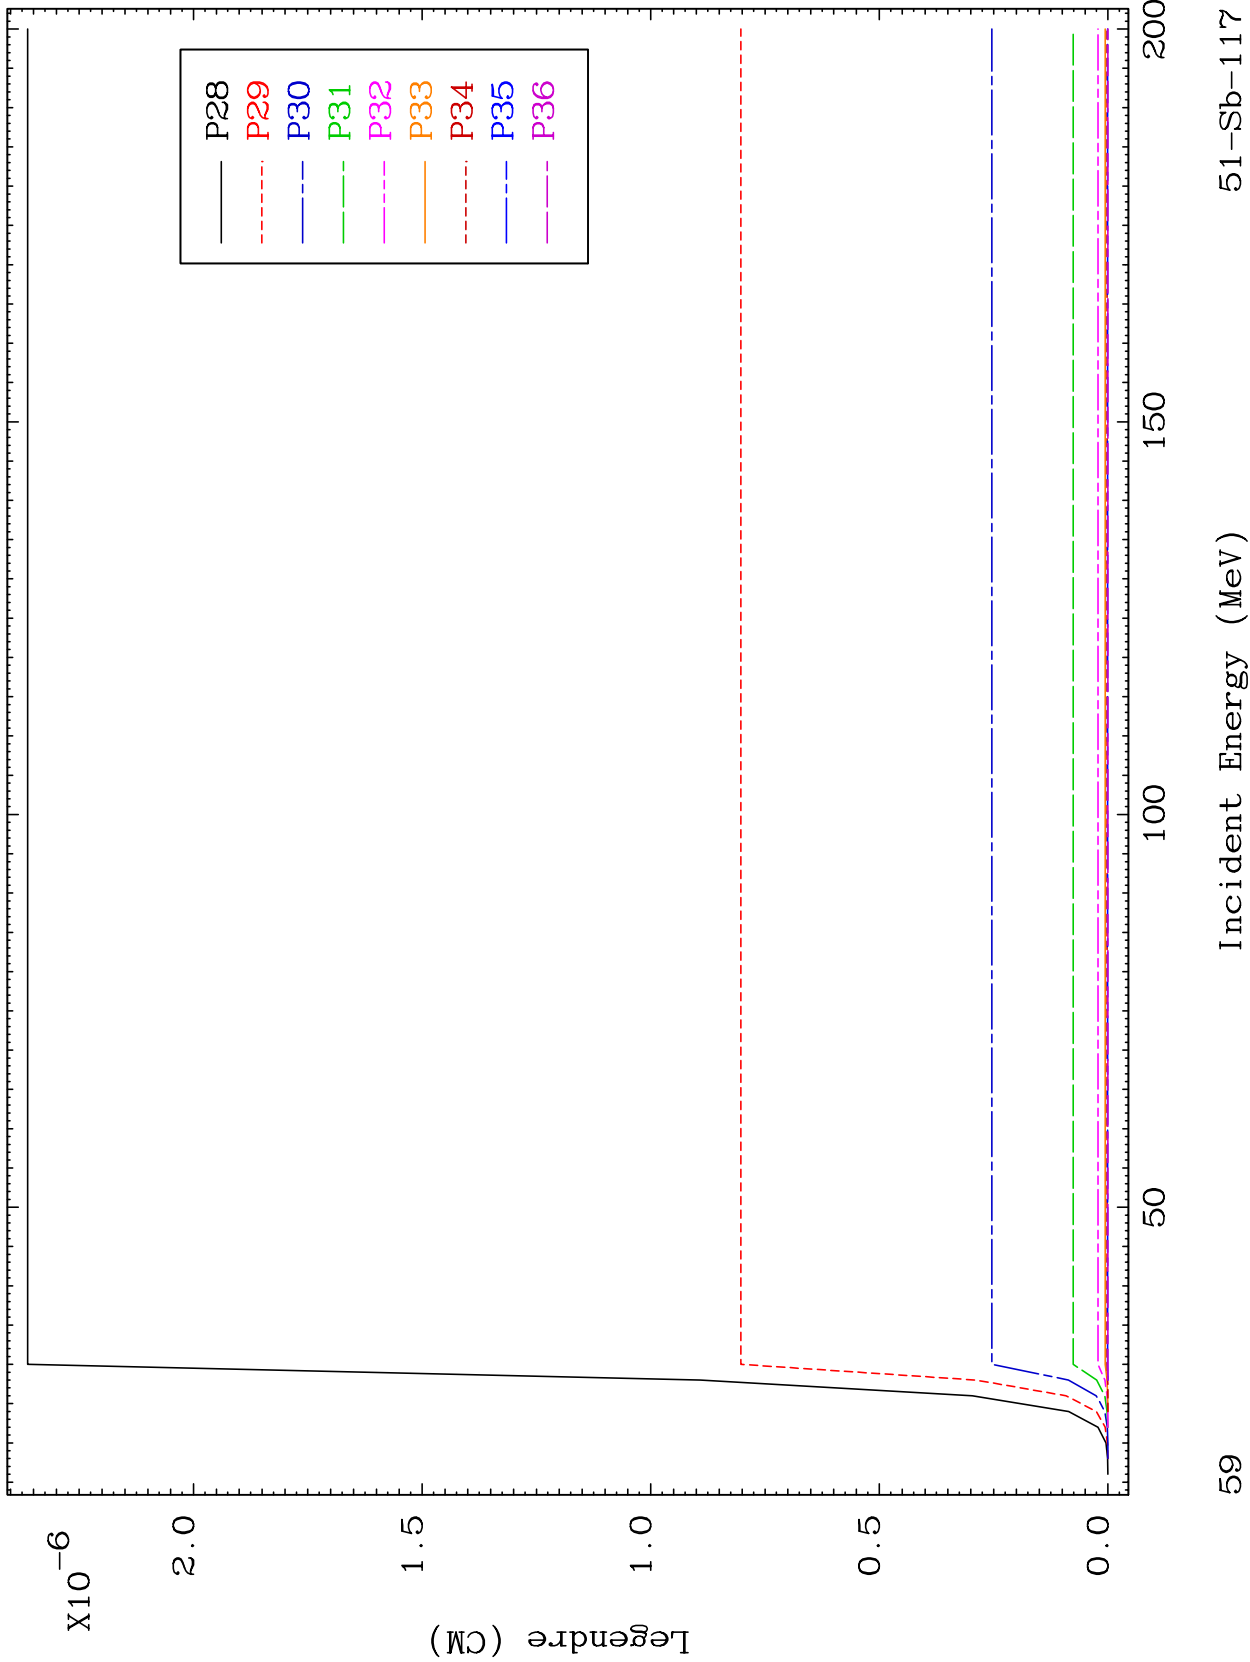 X10-6
2.0
1.5
1.0
0.5
0.0
Legendre (CM)
P28
P29
P30
P31
P32
P33
P34
P35
P36
50
100
150
200
Incident Energy (MeV)
59
51-Sb-117